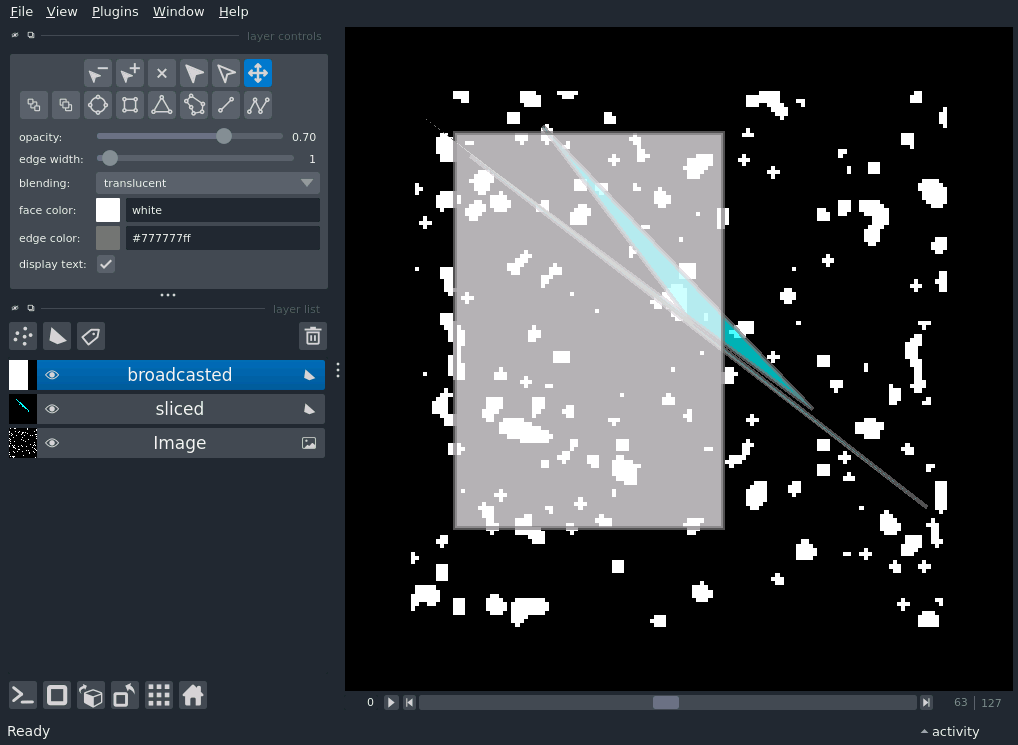 File View Plugins Window Help
layer controls
opacity: 0.70
edge width: 1
blending: translucent
face color: white
edge color: #777777ff
display text:
layer list
broadcasted
sliced
Image
0 63 127
Ready activity